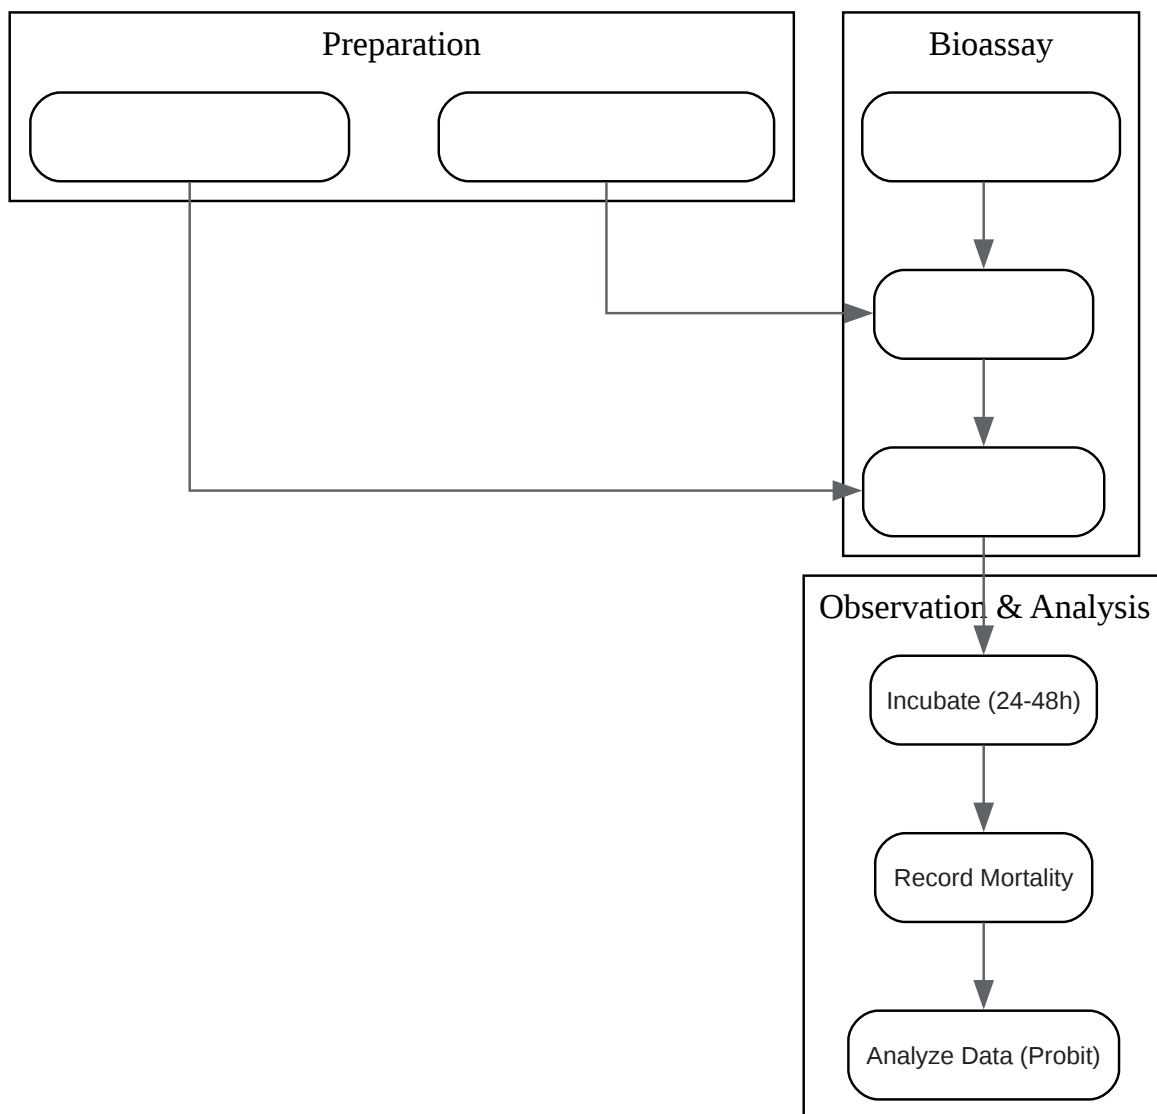 Preparation
Bioassay
Observation & Analysis
Incubate (24-48h)
Record Mortality
Analyze Data (Probit)